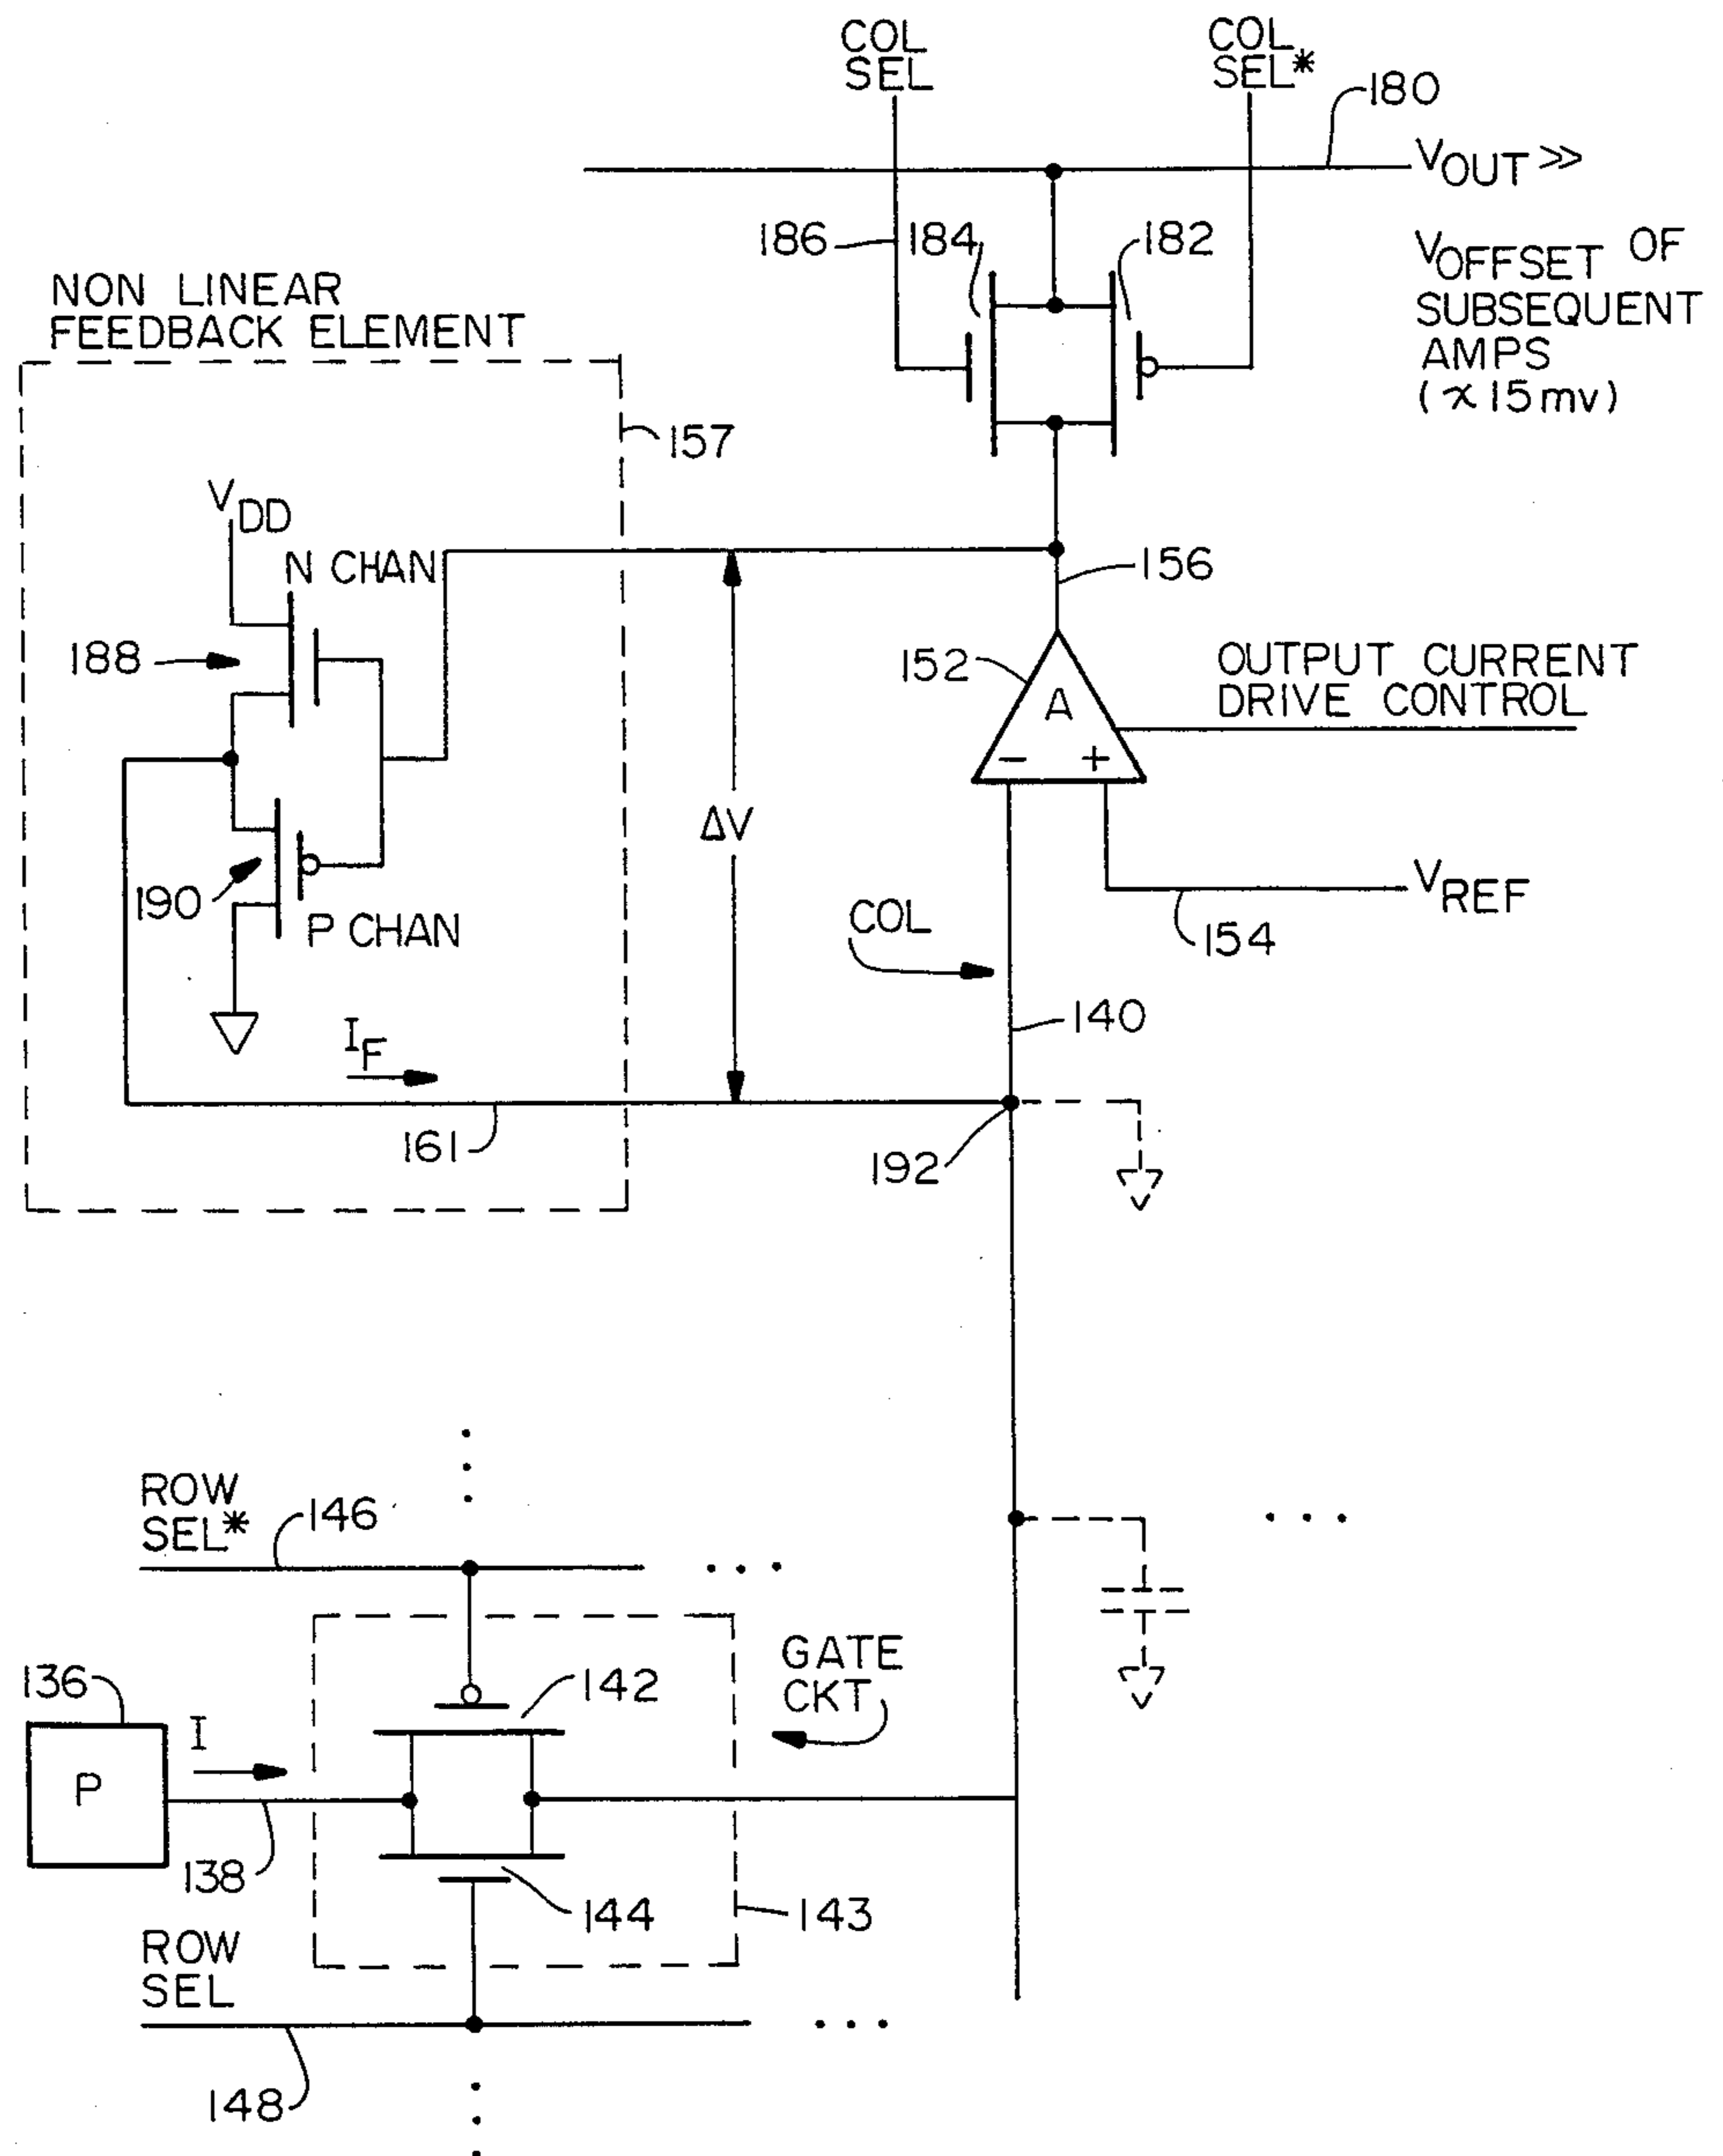 COL
SEL
COL
SEL*
180
VOUT >>
186
184
182
VOFFSET OF
SUBSEQUENT
AMPS
(≈15mv)
NON LINEAR
FEEDBACK ELEMENT
157
VDD
N CHAN
156
188
152
A
OUTPUT CURRENT
DRIVE CONTROL
- +
ΔV
190
P CHAN
COL
VREF
154
140
IF
161
192
ROW
SEL*
146
136
142
GATE
CKT
I
P
138
144
143
ROW
SEL
148